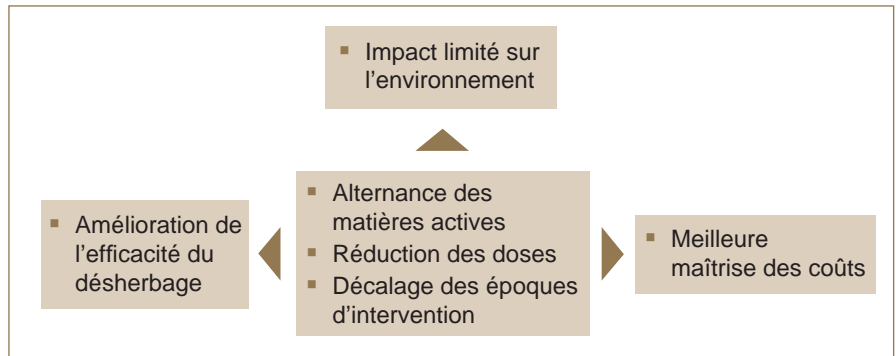 ▪ Impact limité sur
l'environnement
▪ Amélioration de
l'efficacité du
désherbage
▪ Alternance des
matières actives
▪ Réduction des doses
▪ Décalage des époques
d'intervention
▪ Meilleure
maîtrise des coûts